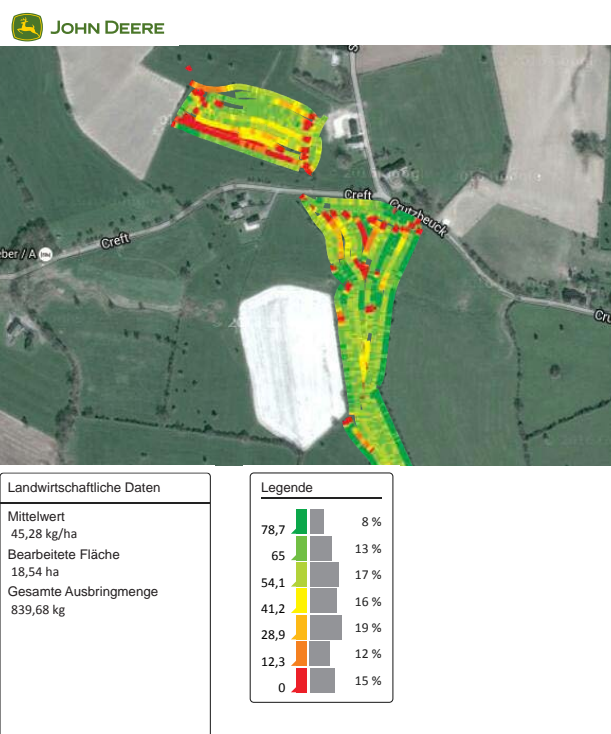 JOHN DEERE
Creft
Crutzbeuck
Creft
eber / A
Cru
Landwirtschaftliche Daten
Mittelwert
45,28 kg/ha
Bearbeitete Fläche
18,54 ha
Gesamte Ausbringmenge
839,68 kg
Legende
78,7 8 %
65 13 %
54,1 17 %
41,2 16 %
28,9 19 %
12,3 12 %
0 15 %